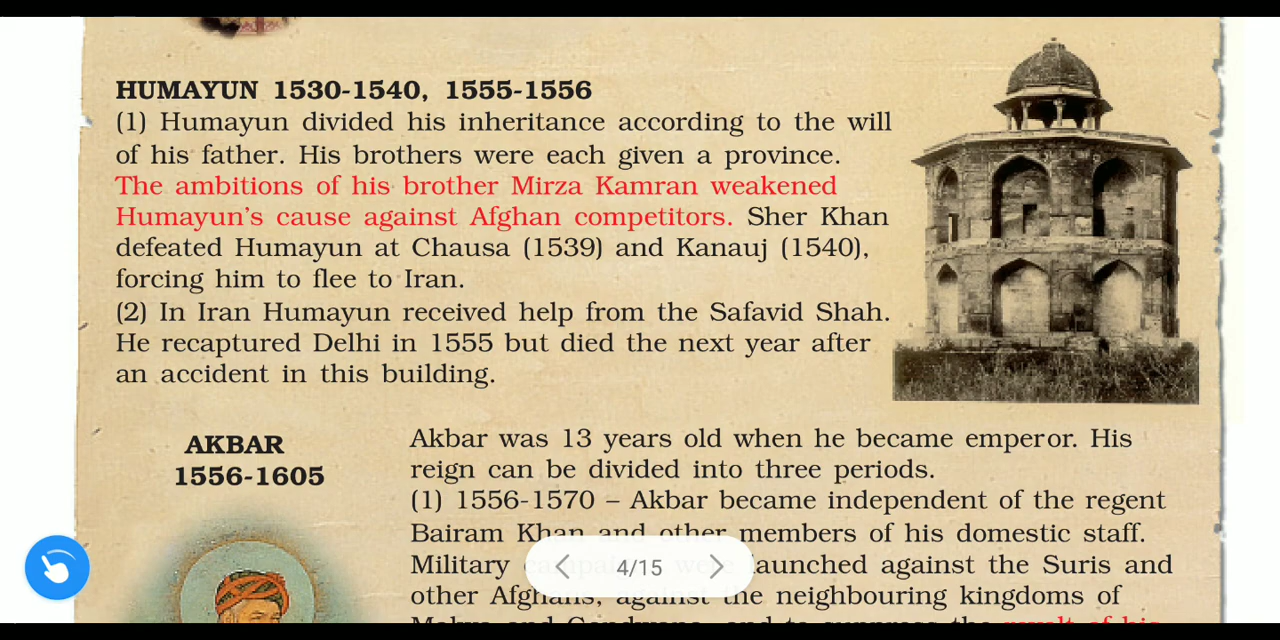 HUMAYUN 1530-1540, 1555-1556
(1) Humayun divided his inheritance according to the will
of his father. His brothers were each given a province.
The ambitions of his brother Mirza Kamran weakened
Humayun's cause against Afghan competitors. Sher Khan
defeated Humayun at Chausa (1539) and Kanauj (1540),
forcing him to flee to Iran.
(2) In Iran Humayun received help from the Safavid Shah.
He recaptured Delhi in 1555 but died the next year after
an accident in this building.
AKBAR
1556-1605
Akbar was 13 years old when he became emperor. His
reign can be divided into three periods.
(1) 1556-1570 – Akbar became independent of the regent
Bairam Khan and other members of his domestic staff.
Military launched against the Suris and
other Afghans, against the neighbouring kingdoms of
4/15